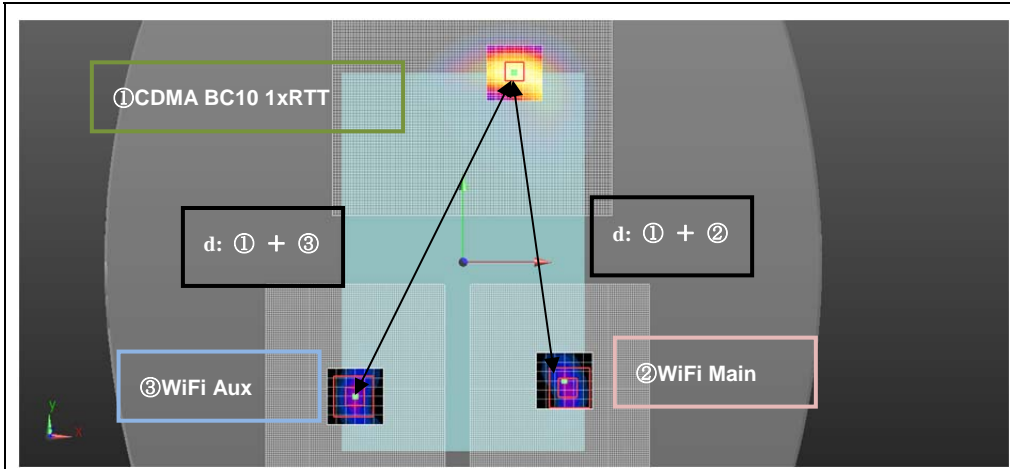 ①CDMA BC10 1xRTT
d: ① + ③
d: ① + ②
③WiFi Aux
②WiFi Main
y
x